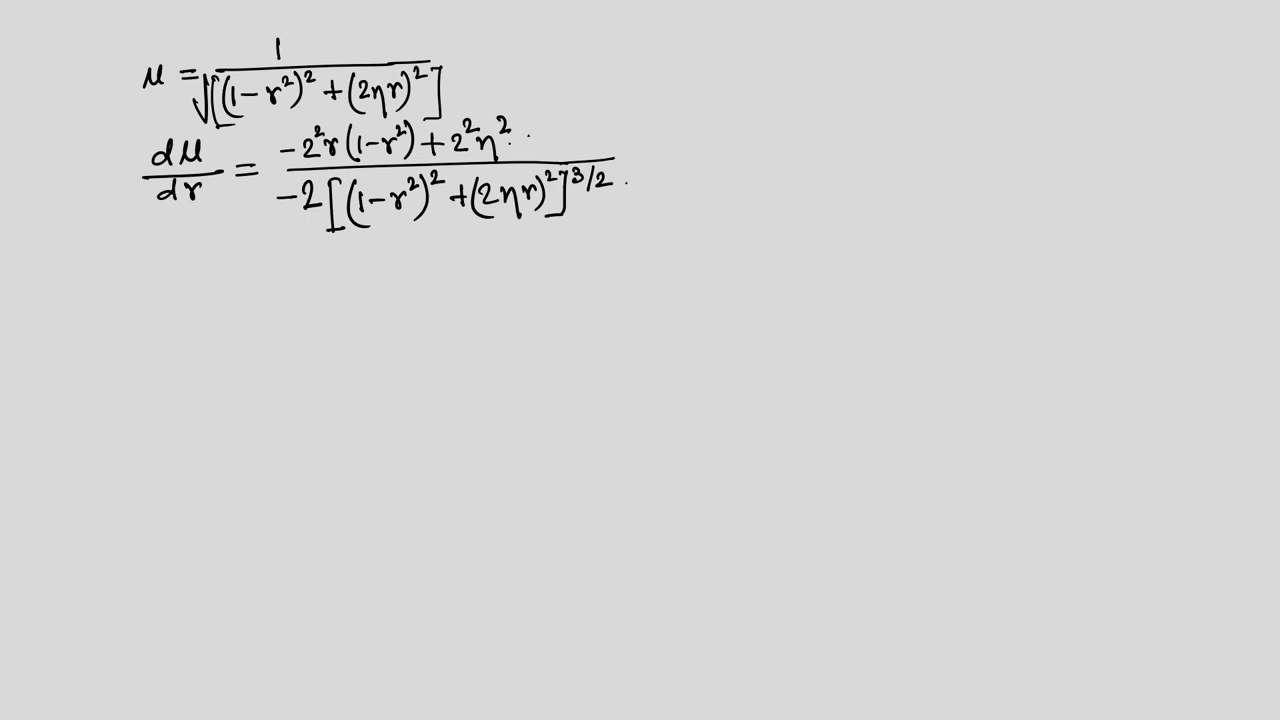 μ = 1/√[(1-r²)² + (2ηr)²]
dμ/dr = (-2²r(1-r²) + 2²η²)/(-2[(1-r²)² + (2ηr)²]^3/2)